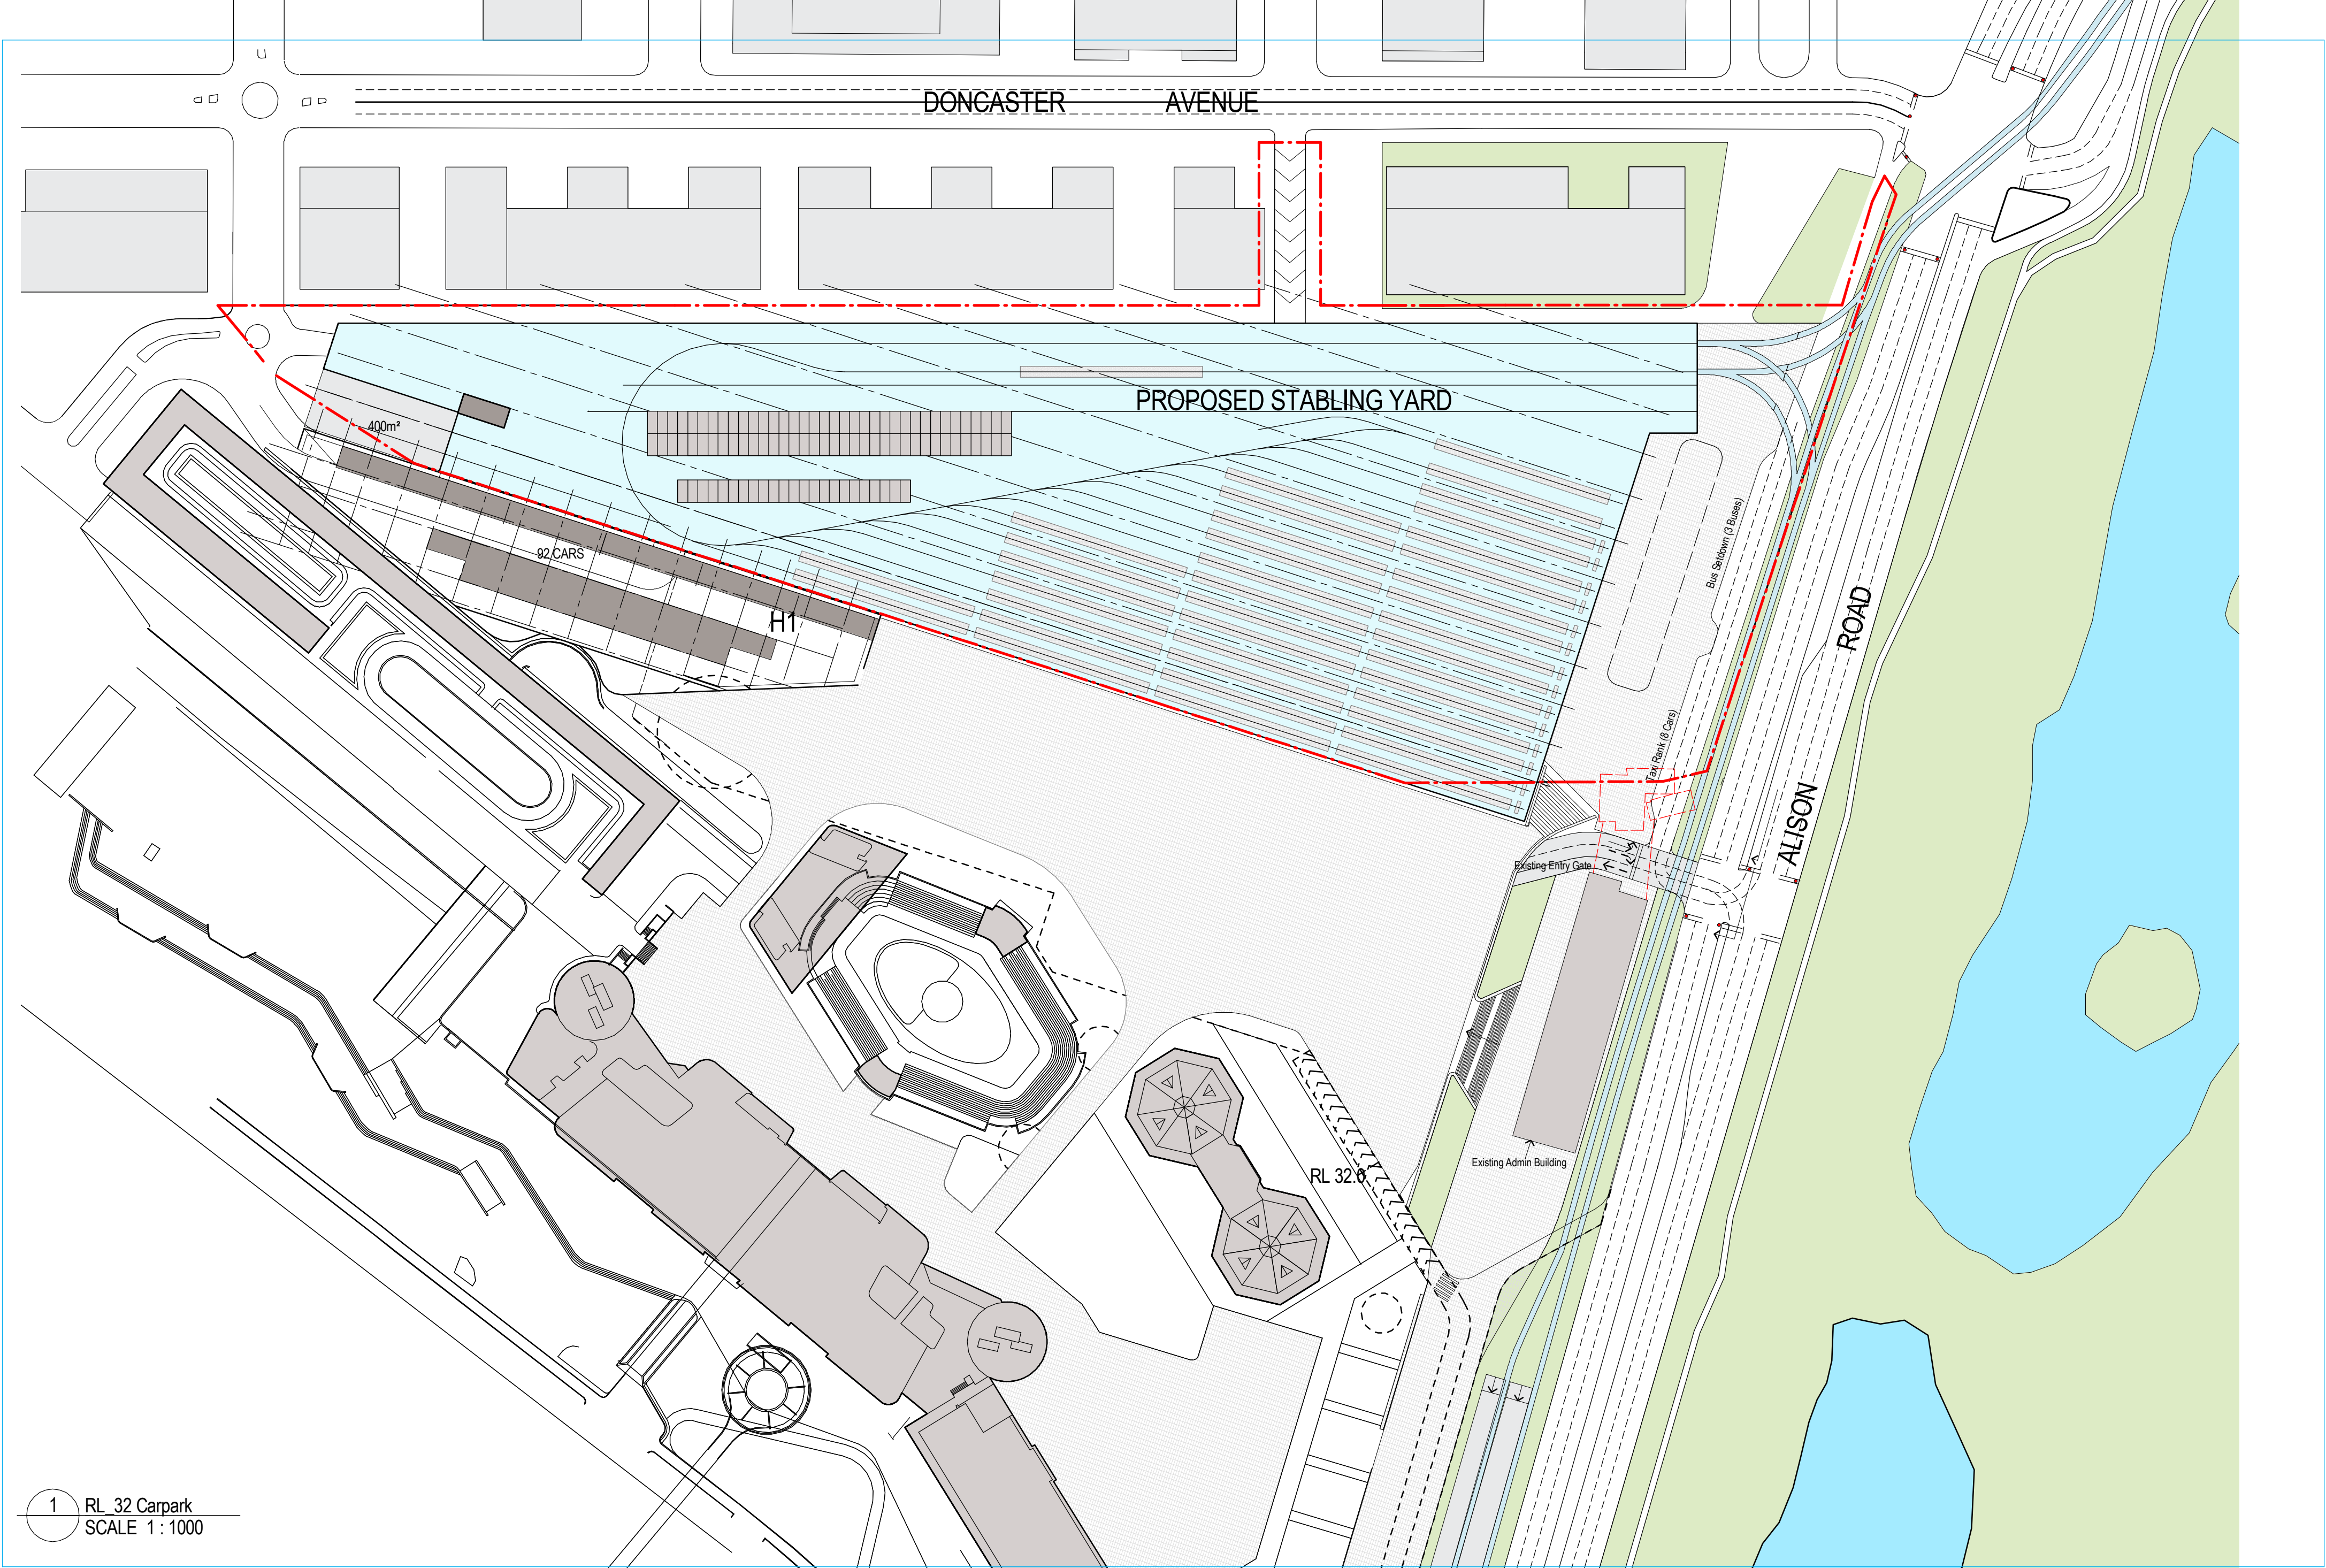 DONCASTER AVENUE
PROPOSED STABLING YARD
400m²
Bus Setdown (3 Buses)
92 CARS
H1
ROAD
Taxi Rank (8 Cars)
ALISON
Existing Entry Gate
Existing Admin Building
RL 32.6
1
RL_32 Carpark
SCALE 1 : 1000